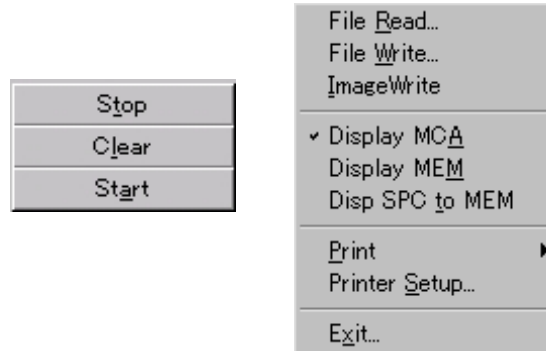 Stop
Clear
Start
File Read...
File Write...
ImageWrite
Display MCA
Display MEM
Disp SPC to MEM
Print
Printer Setup...
Exit...